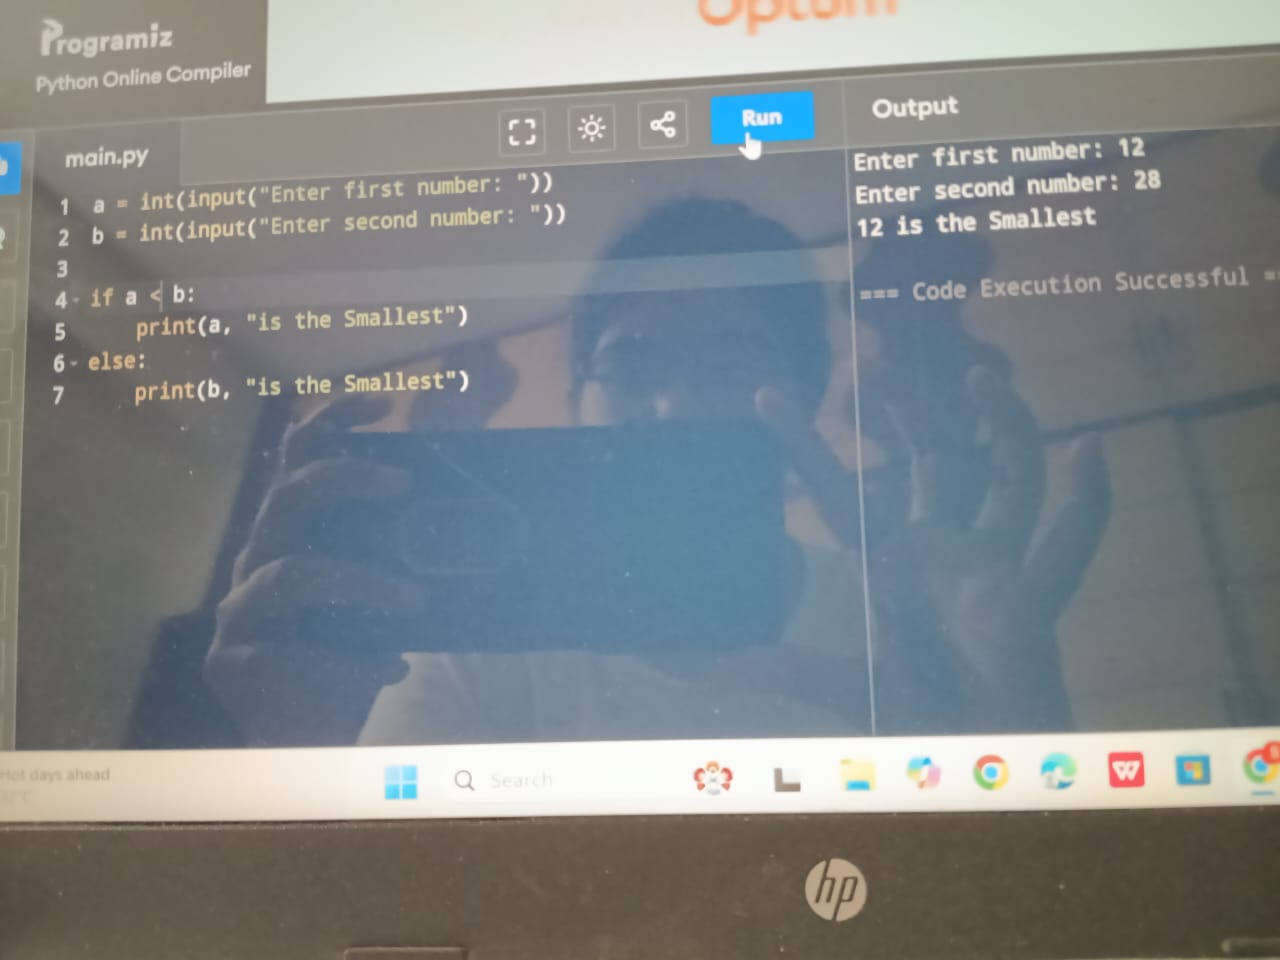 Programiz
Python Online Compiler
Optum
main.py
Run
Output
1 a = int(input("Enter first number: "))
2 b = int(input("Enter second number: "))
3
4 if a < b:
5 print(a, "is the Smallest")
6 else:
7 print(b, "is the Smallest")
Enter first number: 12
Enter second number: 28
12 is the Smallest
=== Code Execution Successful ==
Hot days ahead
Search
W
hp